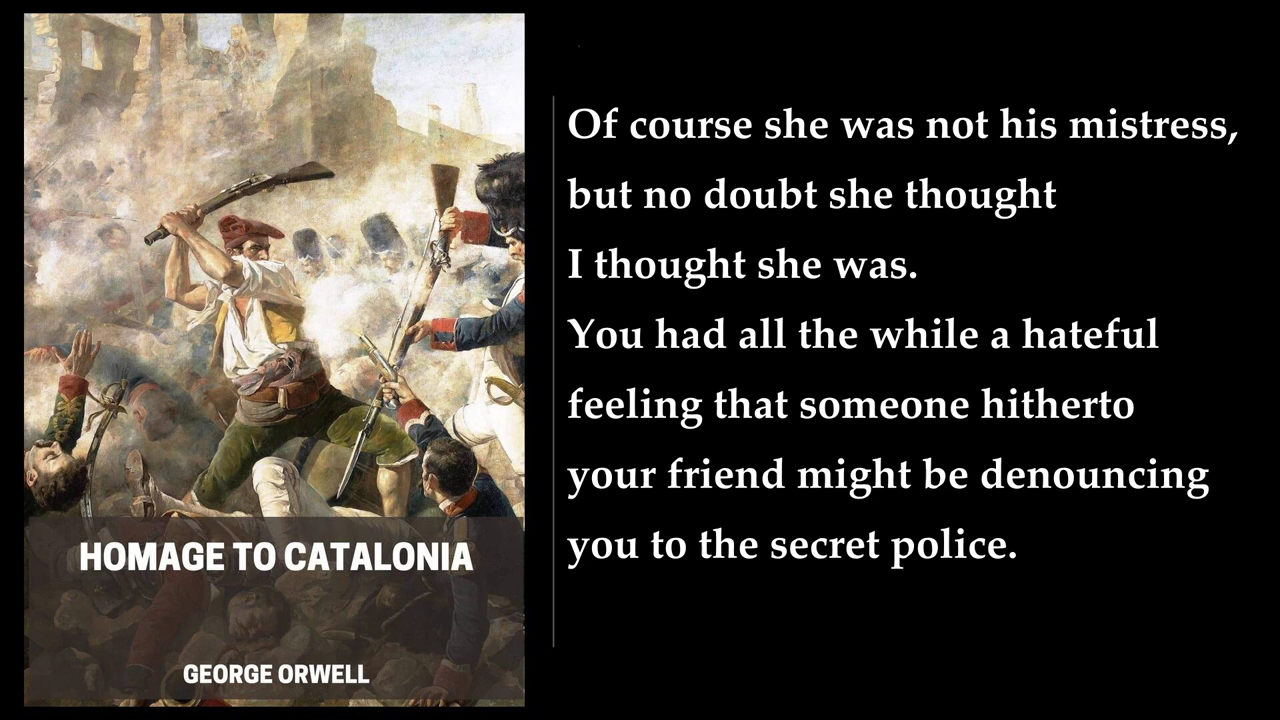 HOMAGE TO CATALONIA
GEORGE ORWELL
Of course she was not his mistress,
but no doubt she thought
I thought she was.
You had all the while a hateful
feeling that someone hitherto
your friend might be denouncing
you to the secret police.